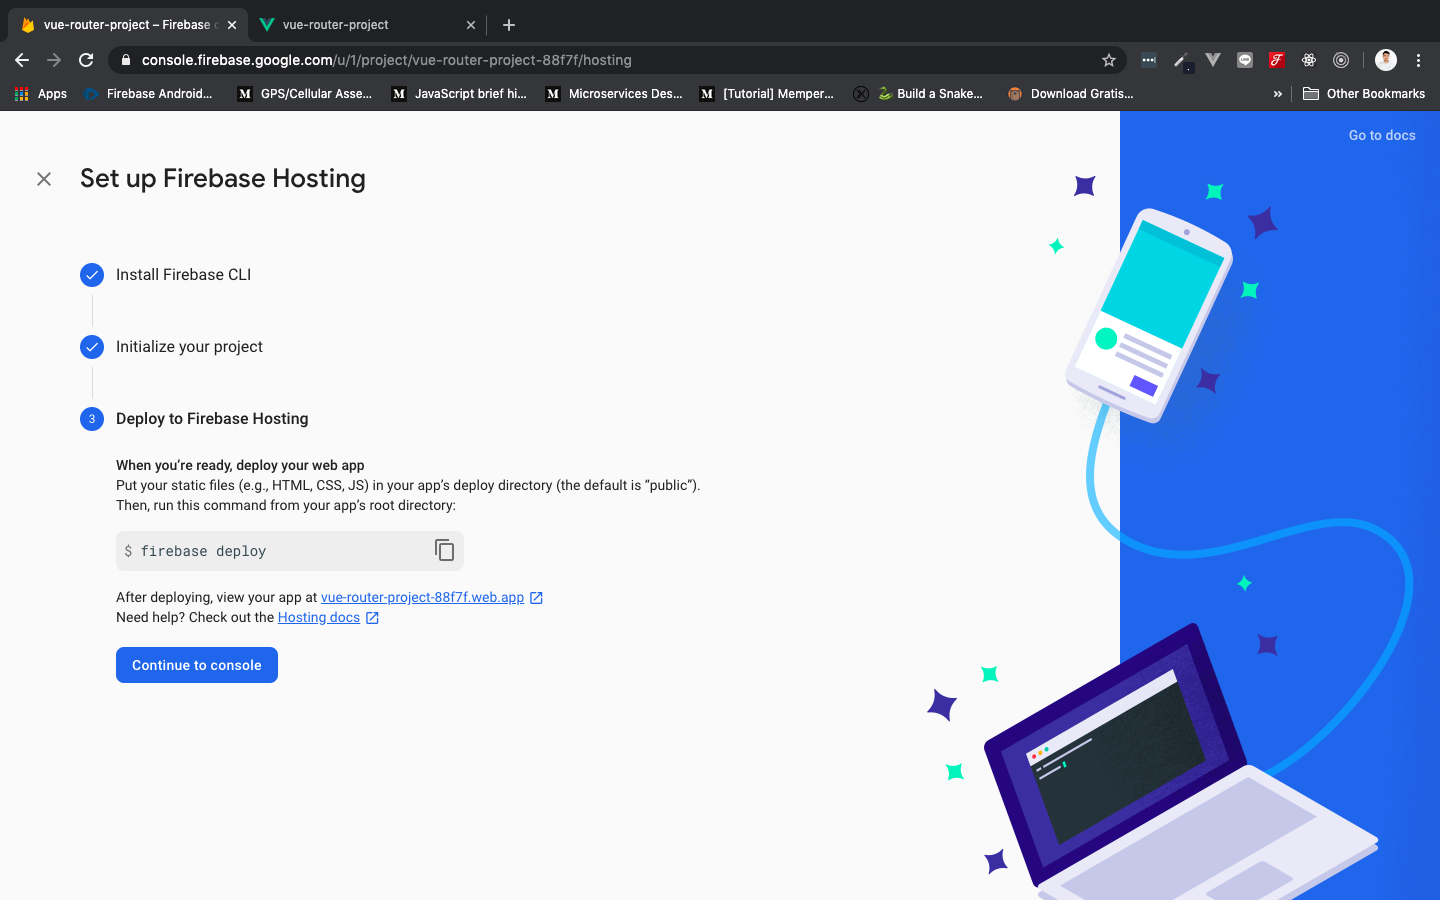 vue-router-project – Firebase
vue-router-project
console.firebase.google.com/u/1/project/vue-router-project-88f7f/hosting
Apps
Firebase Android...
GPS/Cellular Asse...
JavaScript brief hi...
Microservices Des...
[Tutorial] Memper...
Build a Snake...
Download Gratis...
»
Other Bookmarks
Go to docs
Set up Firebase Hosting
Install Firebase CLI
Initialize your project
3
Deploy to Firebase Hosting
When you’re ready, deploy your web app
Put your static files (e.g., HTML, CSS, JS) in your app’s deploy directory (the default is “public”).
Then, run this command from your app’s root directory:
$ firebase deploy
After deploying, view your app at vue-router-project-88f7f.web.app
Need help? Check out the Hosting docs
Continue to console